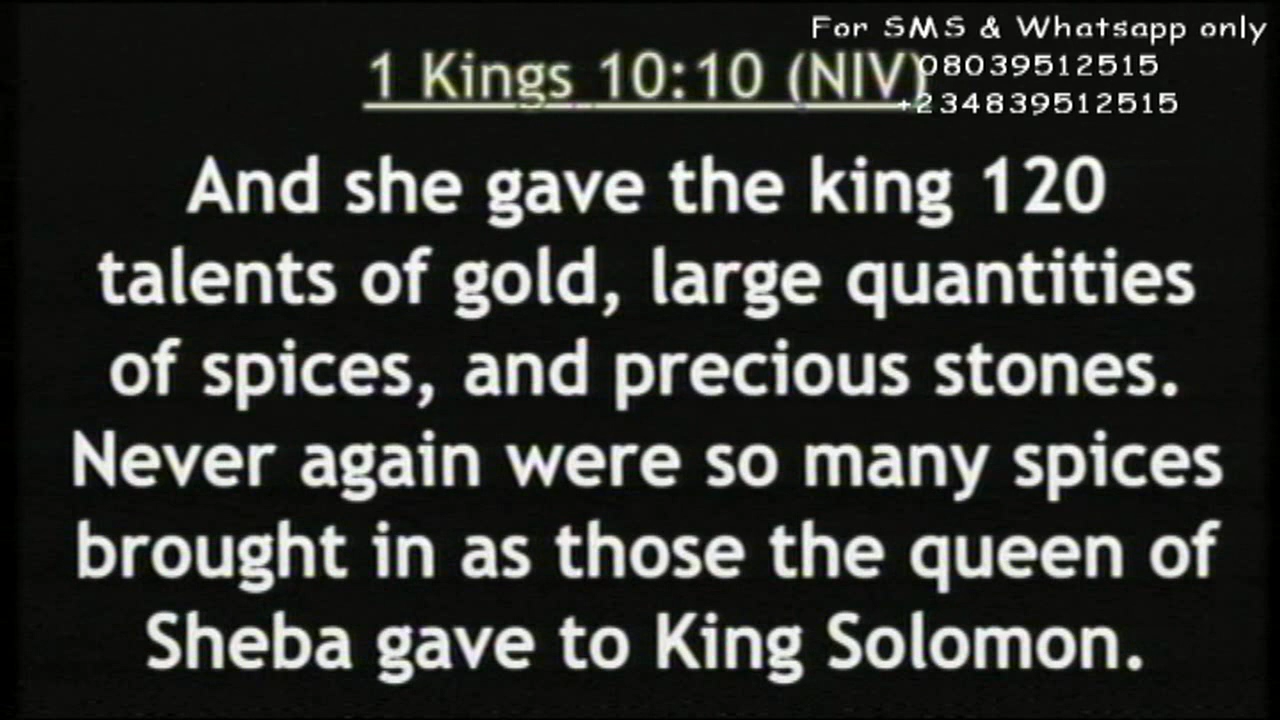 For SMS & Whatsapp only
08039512515
+234839512515
1 Kings 10:10 (NIV)
And she gave the king 120
talents of gold, large quantities
of spices, and precious stones.
Never again were so many spices
brought in as those the queen of
Sheba gave to King Solomon.